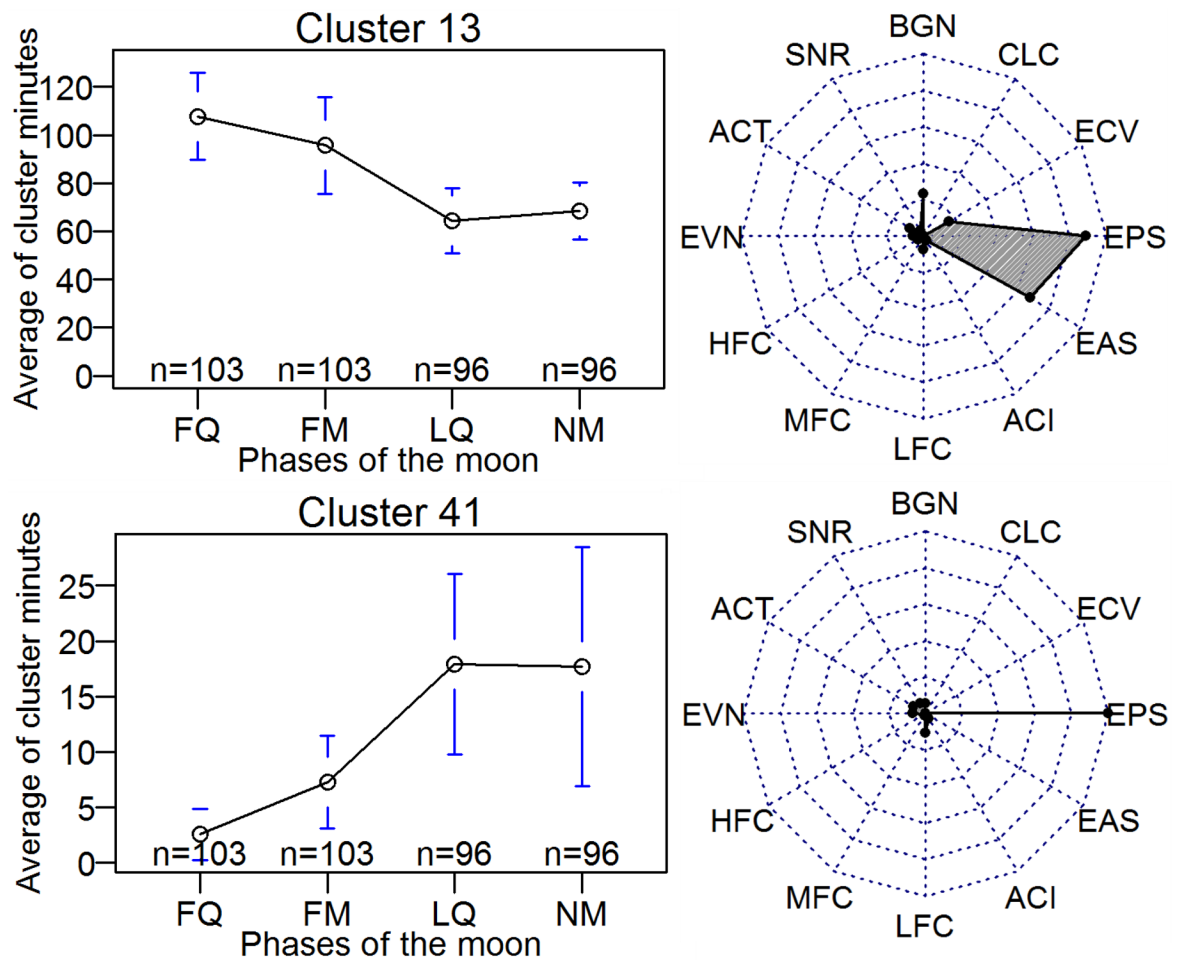 Cluster 13
Average of cluster minutes
120
100
80
60
40
20
0
n=103 n=103 n=96 n=96
FQ FM LQ NM
Phases of the moon
BGN
SNR CLC
ACT ECV
EVN EPS
HFC EAS
MFC ACI
LFC
Cluster 41
Average of cluster minutes
25
20
15
10
5
0
n=103 n=103 n=96 n=96
FQ FM LQ NM
Phases of the moon
BGN
SNR CLC
ACT ECV
EVN EPS
HFC EAS
MFC ACI
LFC